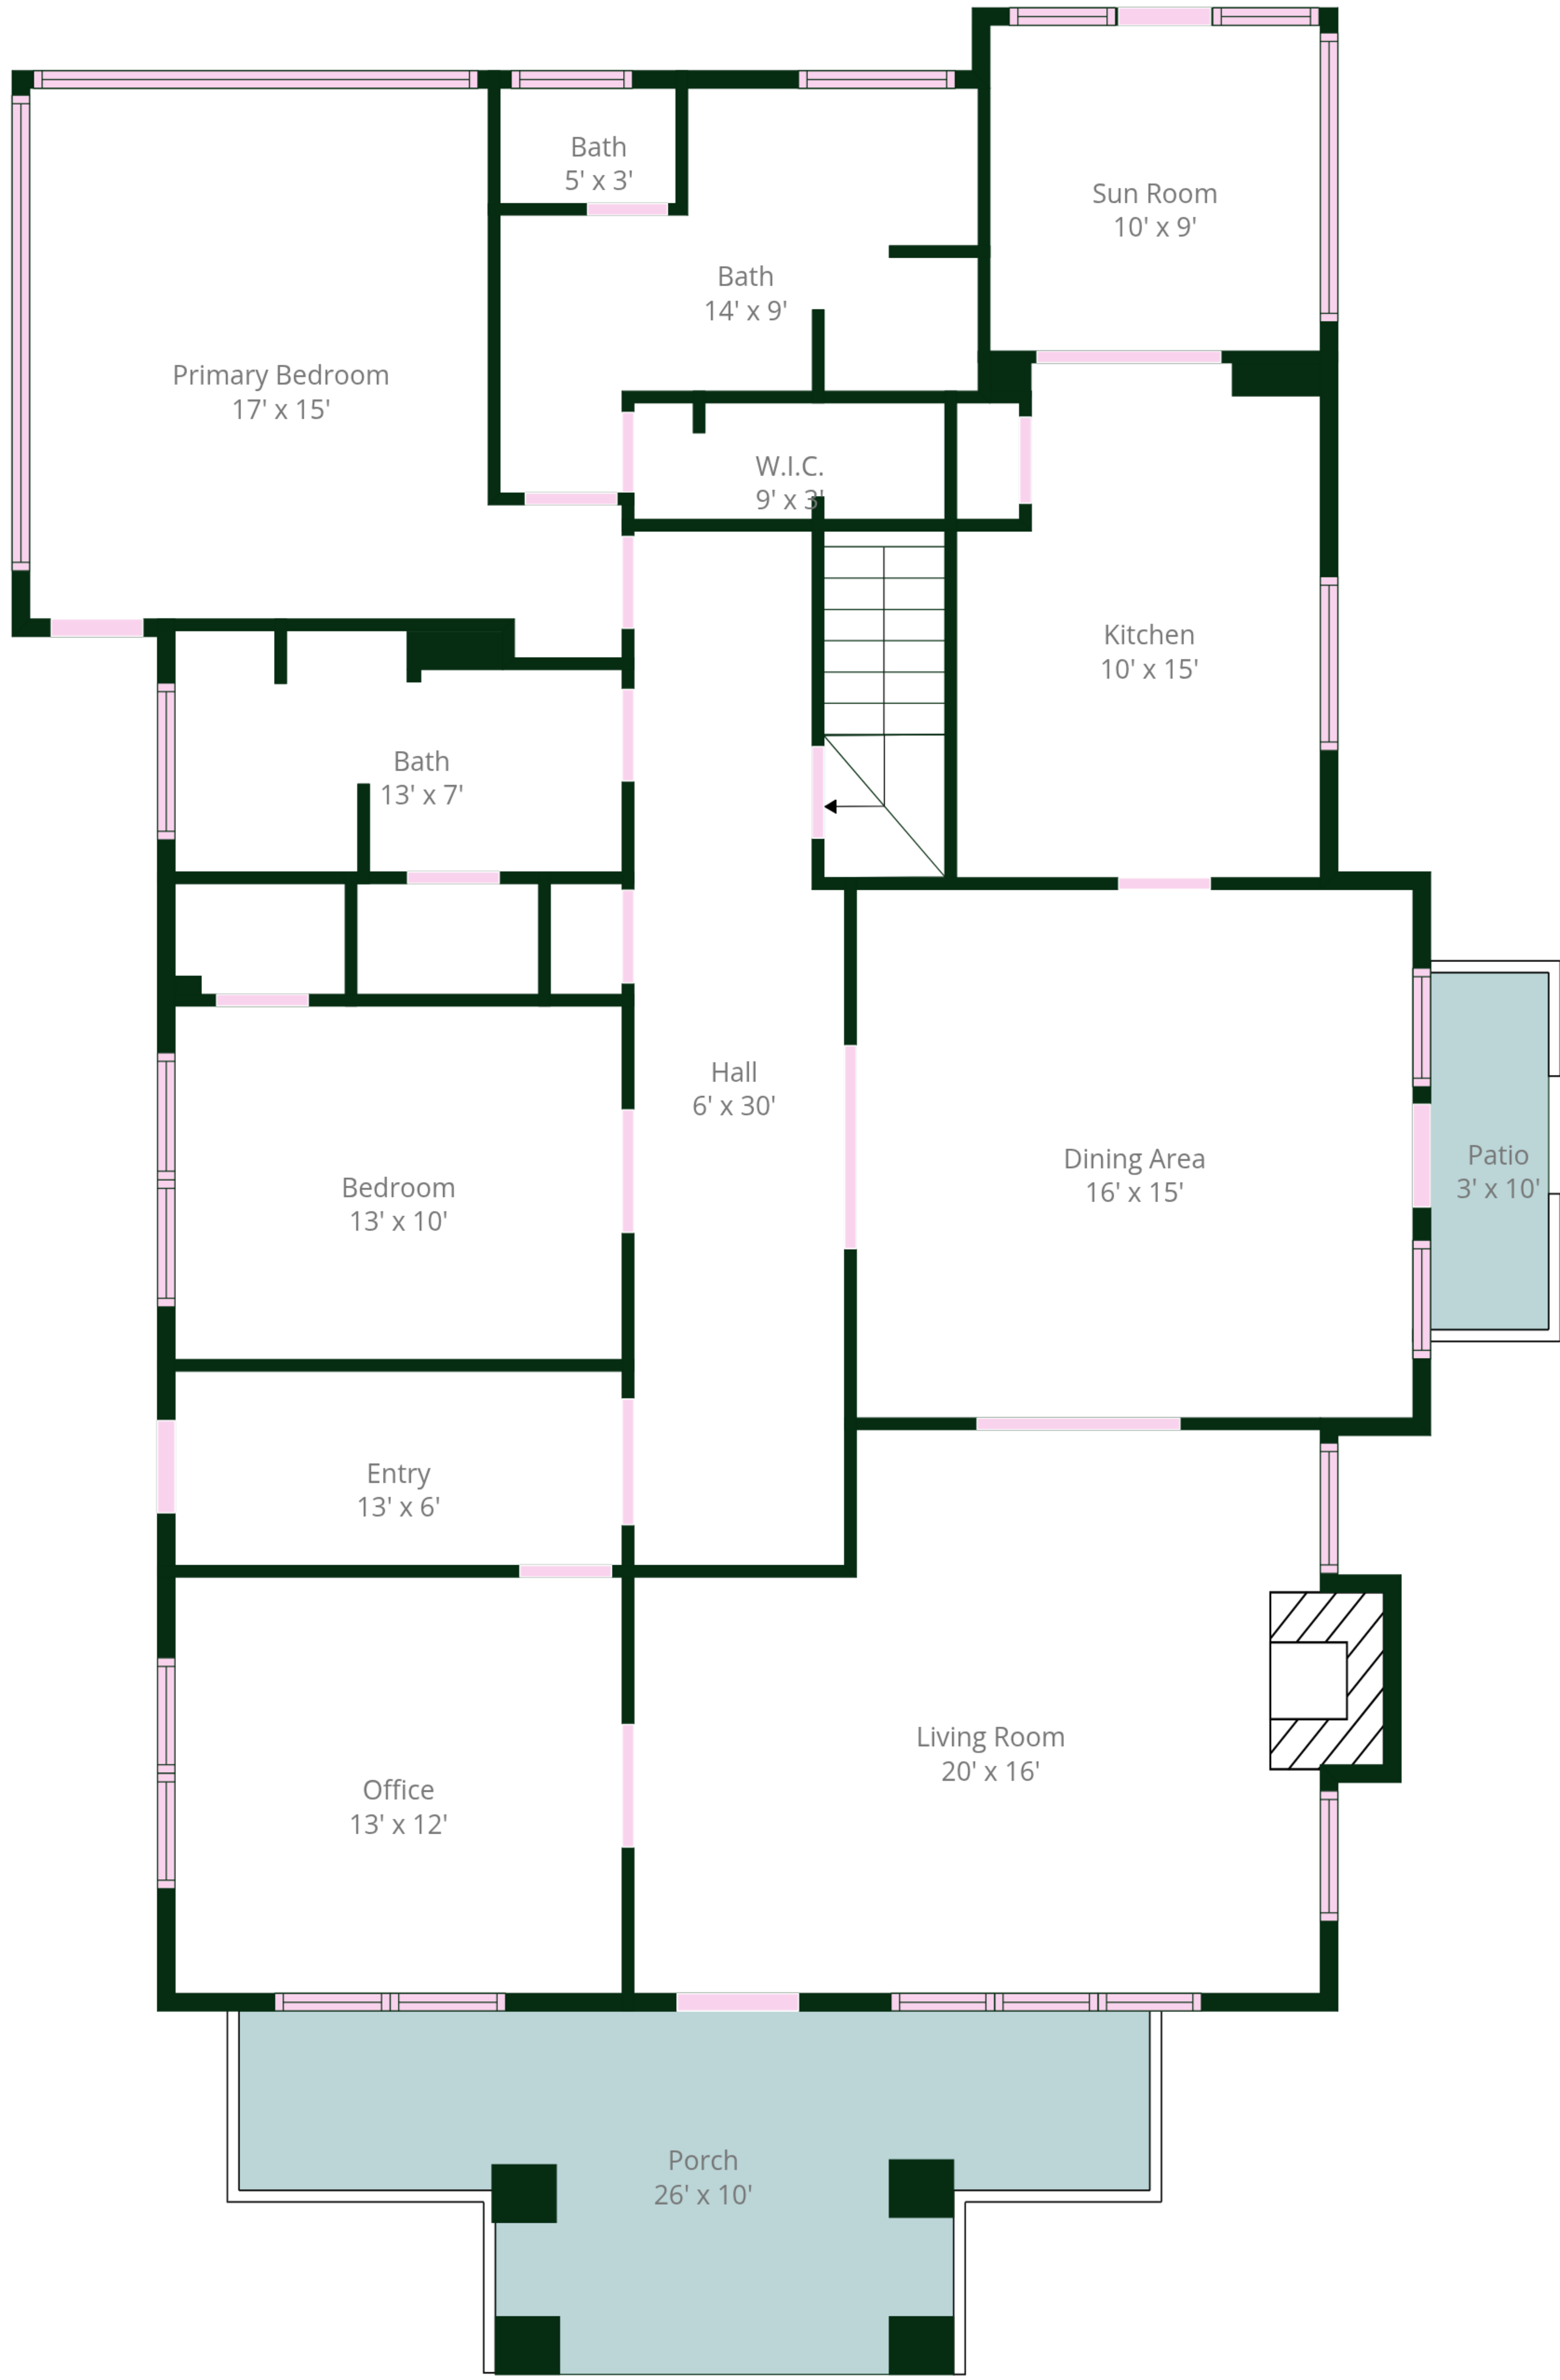 Bath
5' x 3'
Sun Room
10' x 9'
Bath
14' x 9'
Primary Bedroom
17' x 15'
W.I.C.
9' x 3'
Kitchen
10' x 15'
Bath
13' x 7'
Hall
6' x 30'
Dining Area
16' x 15'
Patio
3' x 10'
Bedroom
13' x 10'
Entry
13' x 6'
Living Room
20' x 16'
Office
13' x 12'
Porch
26' x 10'